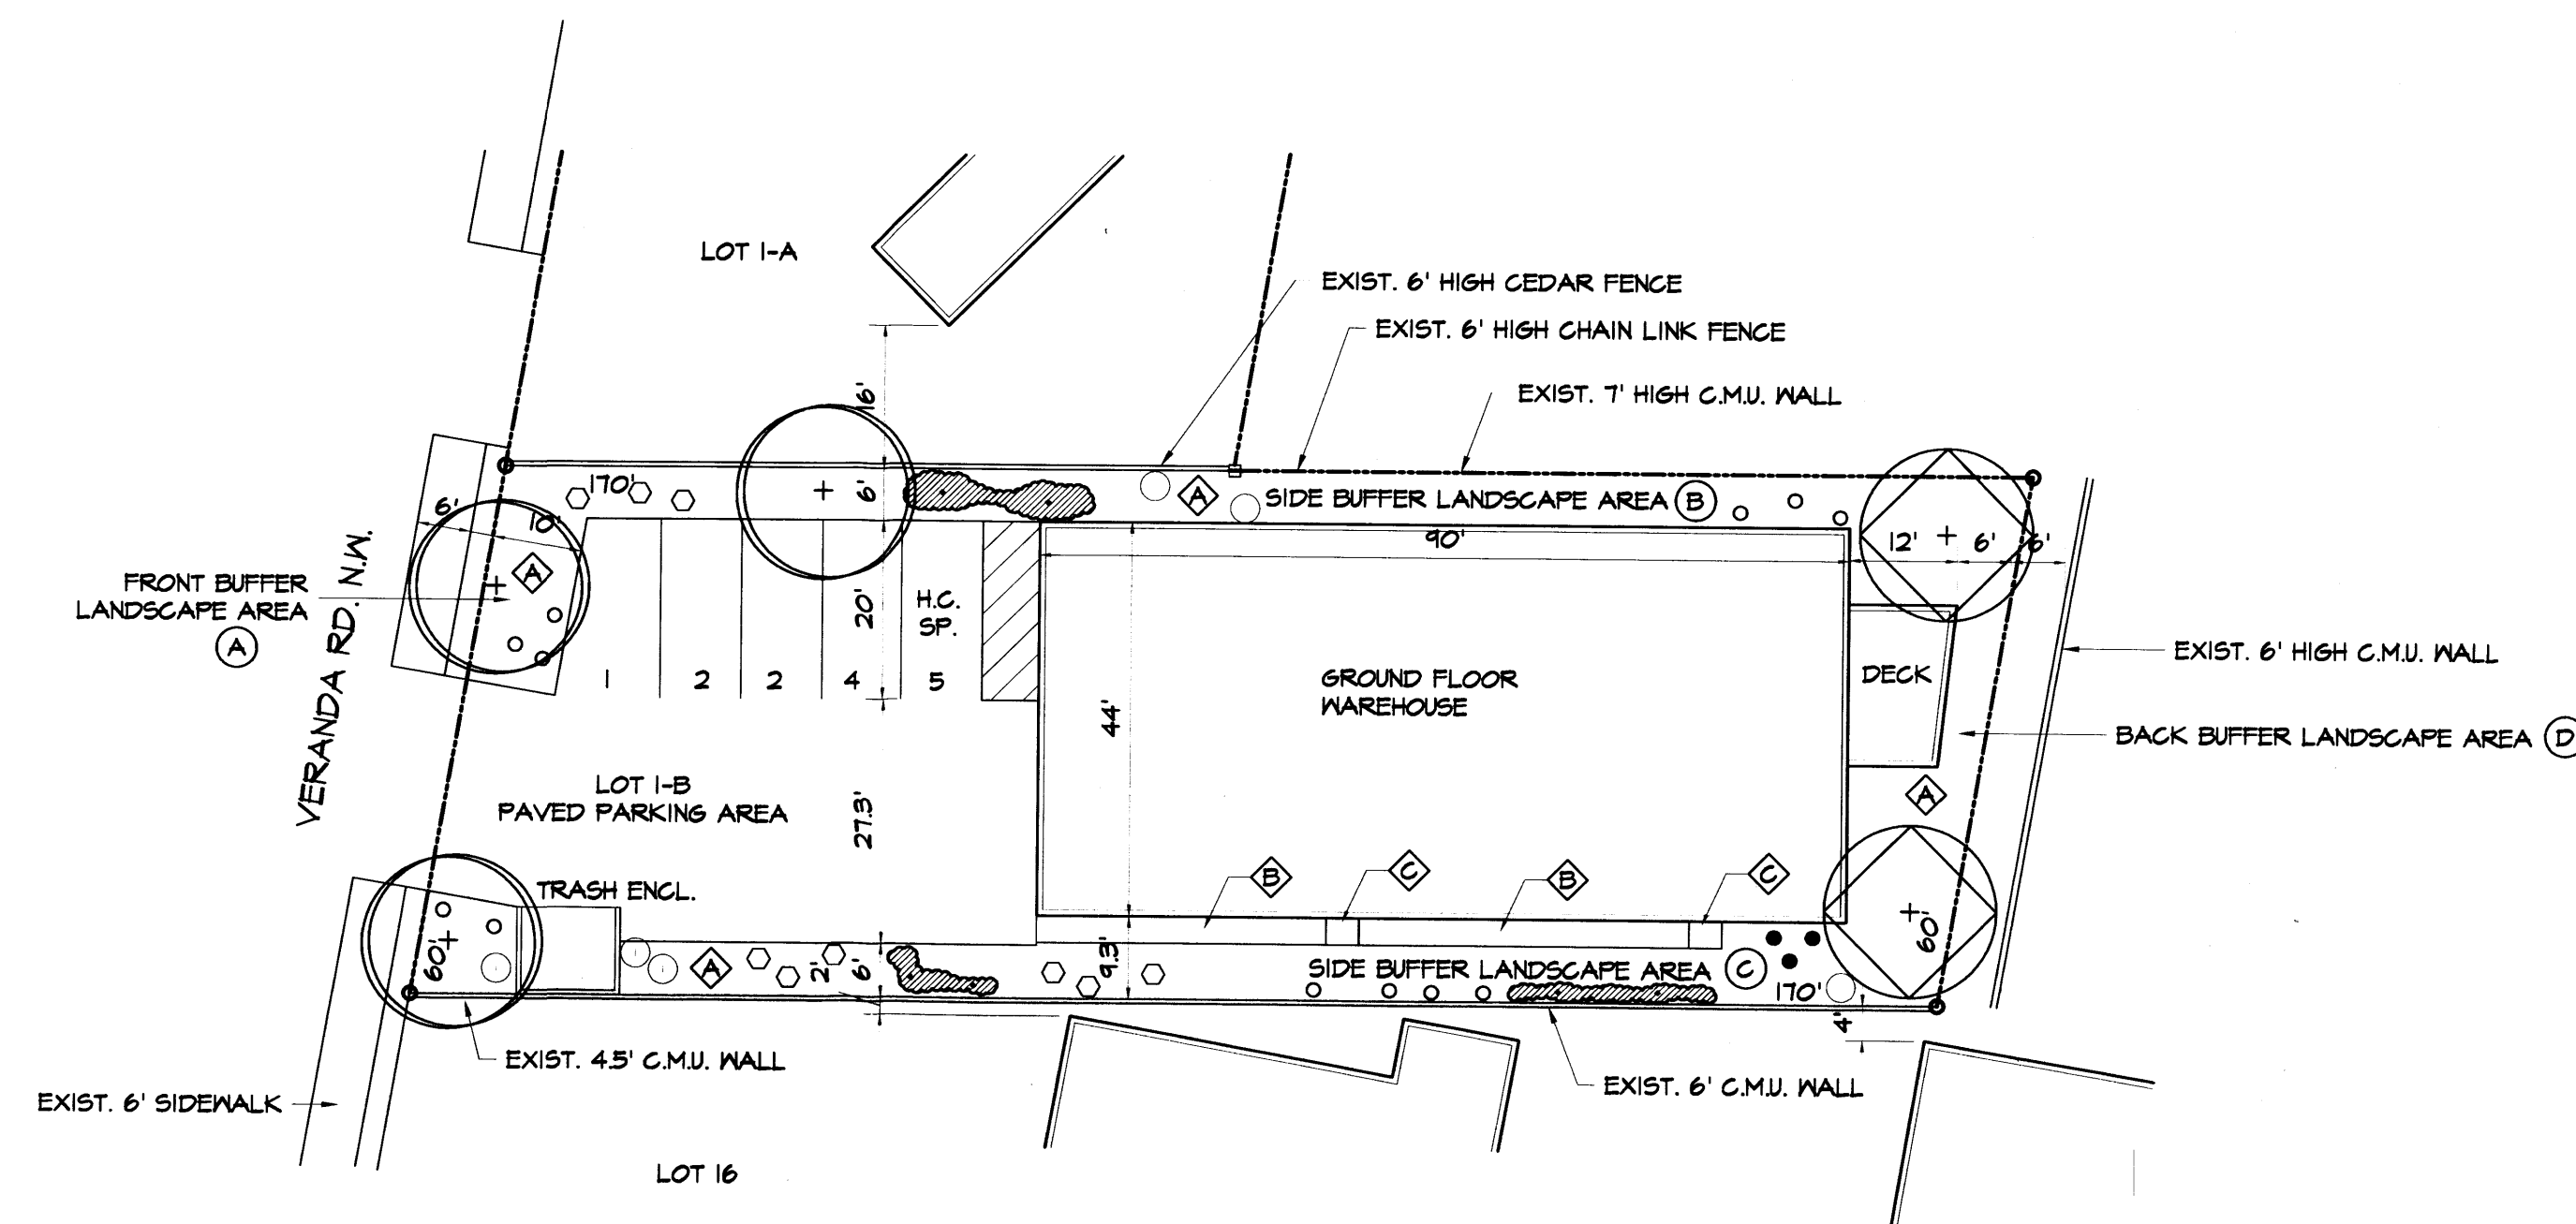 LOT 1-A
EXIST. 6' HIGH CEDAR FENCE
EXIST. 6' HIGH CHAIN LINK FENCE
EXIST. 7' HIGH C.M.U. WALL
16'
170'
6'
A
SIDE BUFFER LANDSCAPE AREA B
6'
10'
90'
12'
6'
6'
A
FRONT BUFFER
LANDSCAPE AREA
A
VERANDA RD. N.W.
20'
H.C.
SP.
1
2
2
4
5
GROUND FLOOR
WAREHOUSE
44'
DECK
EXIST. 6' HIGH C.M.U. WALL
BACK BUFFER LANDSCAPE AREA D
LOT 1-B
PAVED PARKING AREA
27.3'
A
B
C
B
C
TRASH ENCL.
60'
60'
A
2'
6'
9.3'
SIDE BUFFER LANDSCAPE AREA C
170'
4'
EXIST. 4.5' C.M.U. WALL
EXIST. 6' C.M.U. WALL
EXIST. 6' SIDEWALK
LOT 16